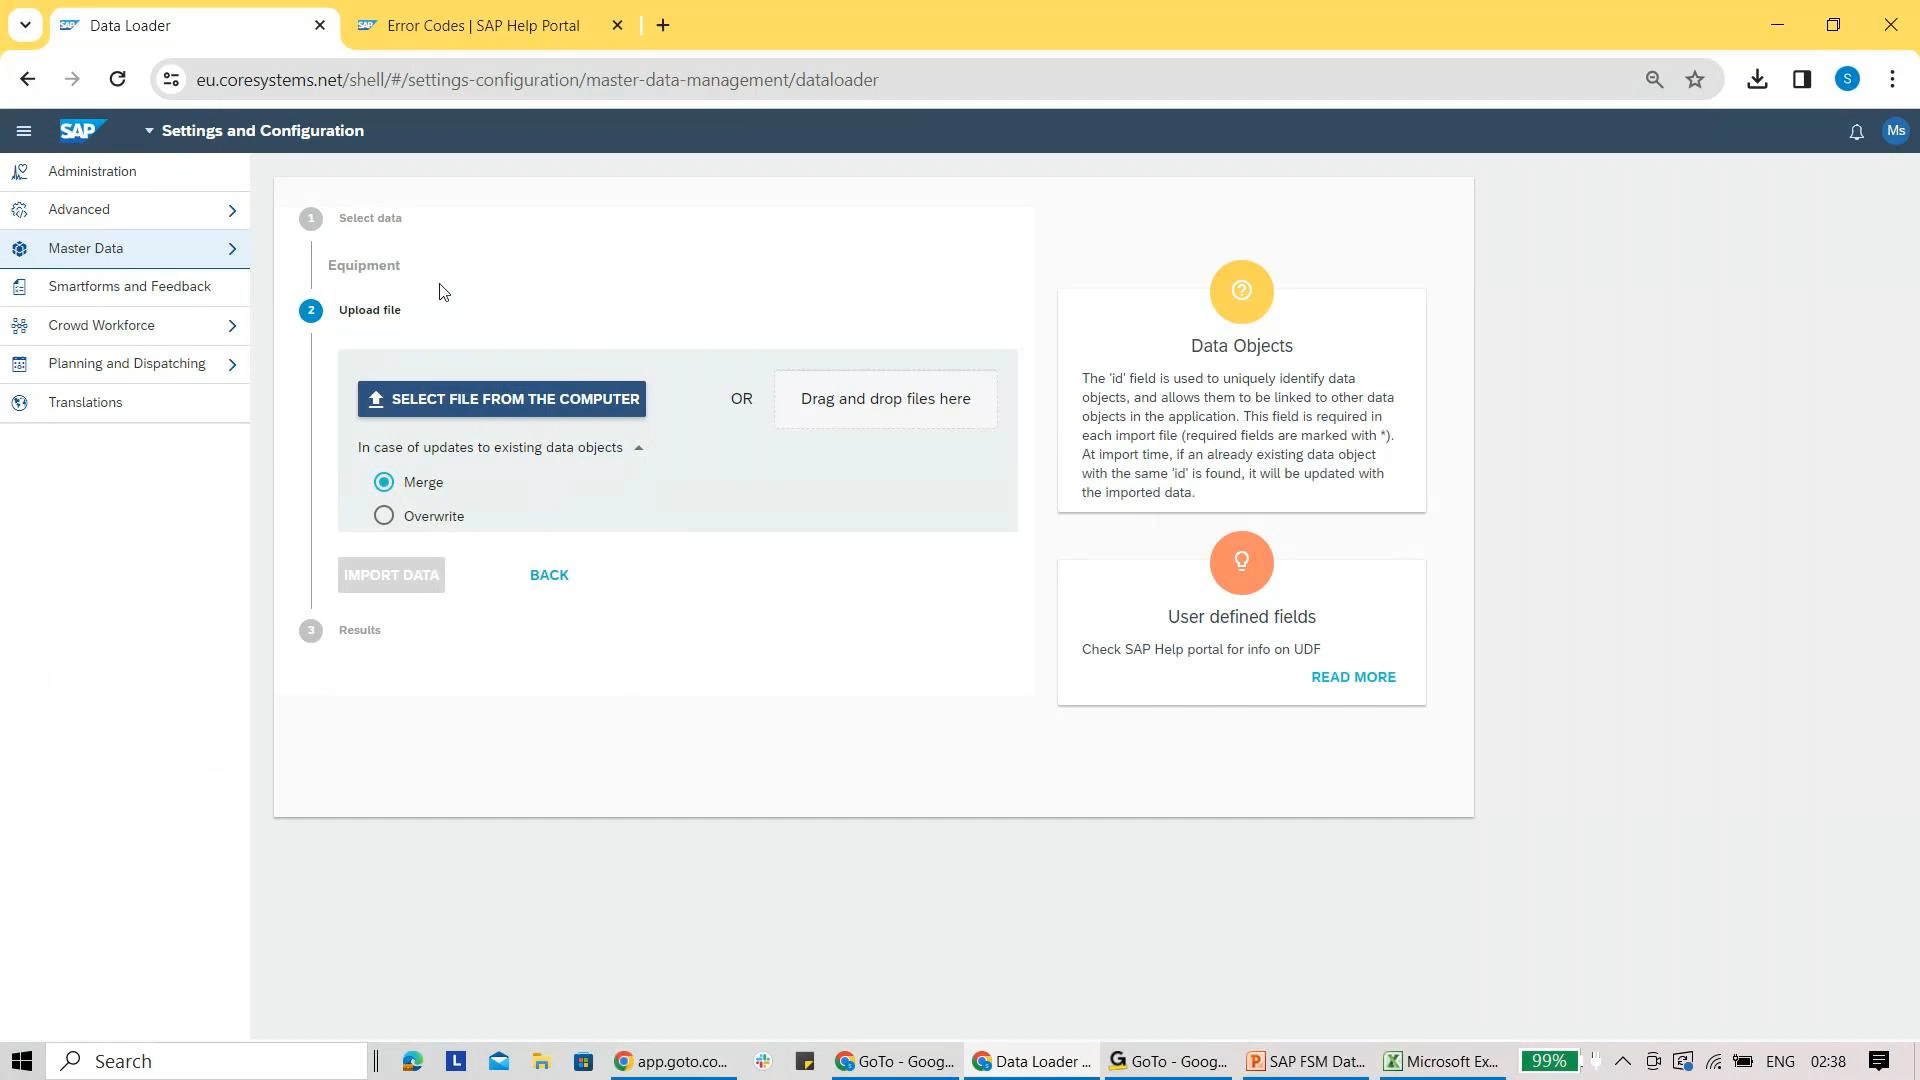 Data Loader
Error Codes | SAP Help Portal
eu.coresystems.net/shell/#/settings-configuration/master-data-management/dataloader
S
SAP
Settings and Configuration
Ms
Administration
Advanced
Master Data
Smartforms and Feedback
Crowd Workforce
Planning and Dispatching
Translations
1 Select data
Equipment
2 Upload file
SELECT FILE FROM THE COMPUTER
OR
Drag and drop files here
In case of updates to existing data objects
Merge
Overwrite
IMPORT DATA
BACK
3 Results
Data Objects
The 'id' field is used to uniquely identify data
objects, and allows them to be linked to other data
objects in the application. This field is required in
each import file (required fields are marked with *).
At import time, if an already existing data object
with the same 'id' is found, it will be updated with
the imported data.
User defined fields
Check SAP Help portal for info on UDF
READ MORE
Search
L
app.goto.co...
GoTo - Goog...
Data Loader ...
GoTo - Goog...
SAP FSM Dat...
Microsoft Ex...
99%
ENG
02:38